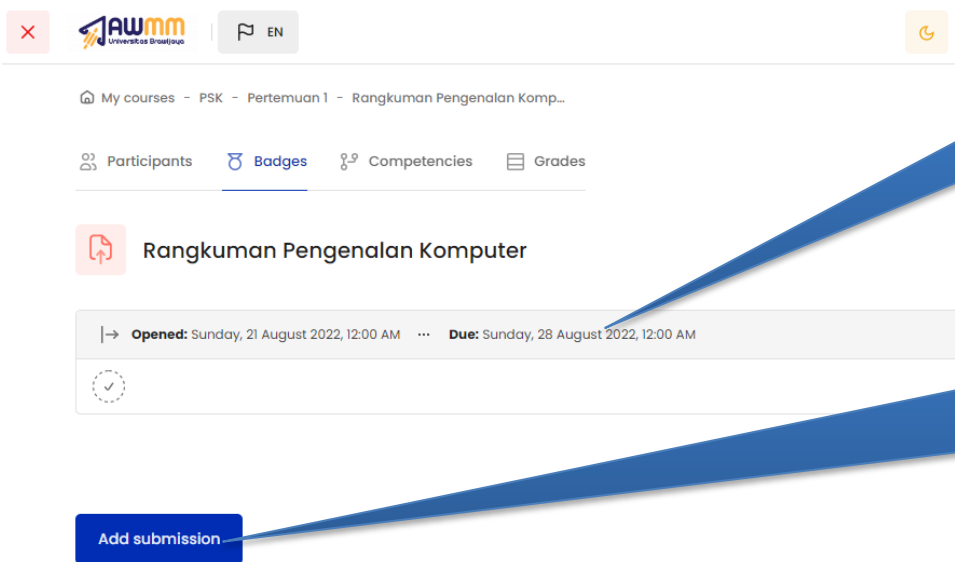 AWMM
Universitas Brawijaya
EN
My courses - PSK - Pertemuan 1 - Rangkuman Pengenalan Komp...
Participants Badges Competencies Grades
Rangkuman Pengenalan Komputer
Opened: Sunday, 21 August 2022, 12:00 AM ··· Due: Sunday, 28 August 2022, 12:00 AM
Add submission